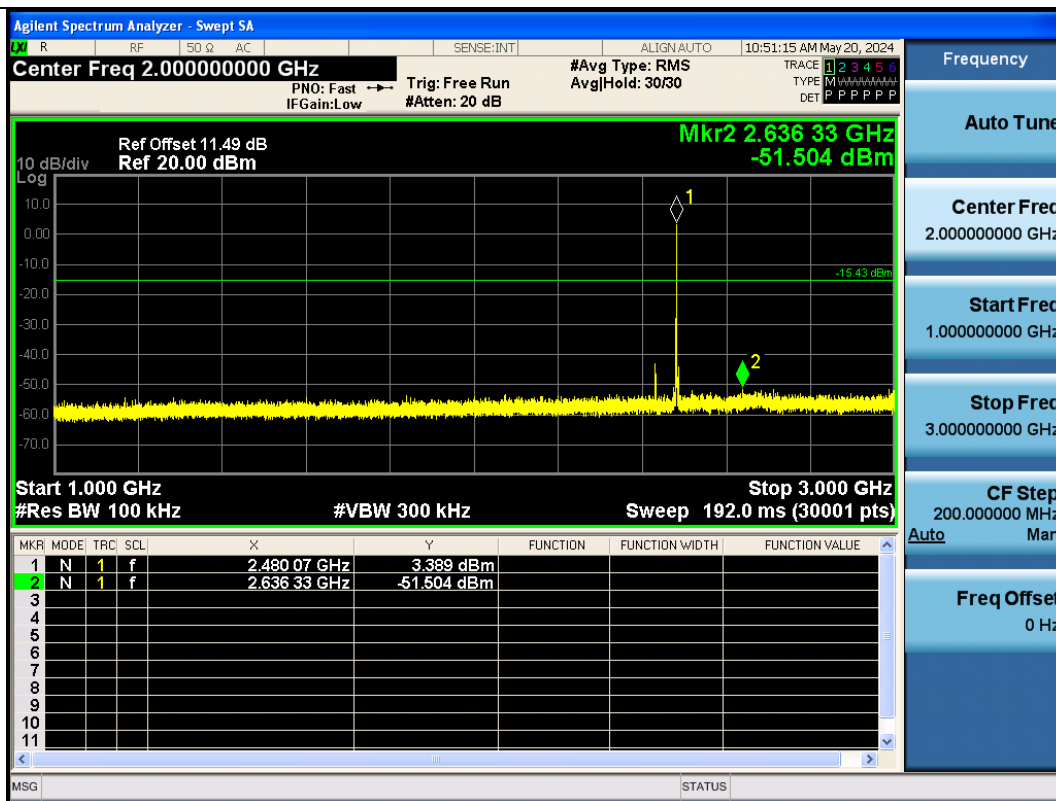 Agilent Spectrum Analyzer - Swept SA
LXI R RF 50 Ω AC SENSE:INT ALIGN AUTO 10:51:15 AM May 20, 2024
Center Freq 2.000000000 GHz
PNO: Fast
IFGain:Low
Trig: Free Run
#Atten: 20 dB
#Avg Type: RMS
Avg|Hold: 30/30
TRACE 1 2 3 4 5 6
TYPE M
DET P P P P P P
Ref Offset 11.49 dB
10 dB/div Ref 20.00 dBm
Log
Mkr2 2.636 33 GHz
-51.504 dBm
10.0
0.00
-10.0
-20.0
-30.0
-40.0
-50.0
-60.0
-70.0
1
-15.43 dBm
2
Start 1.000 GHz Stop 3.000 GHz
#Res BW 100 kHz #VBW 300 kHz Sweep 192.0 ms (30001 pts)
MKR MODE TRC SCL X Y FUNCTION FUNCTION WIDTH FUNCTION VALUE
1 N 1 f 2.480 07 GHz 3.389 dBm
2 N 1 f 2.636 33 GHz -51.504 dBm
3
4
5
6
7
8
9
10
11
MSG STATUS
Frequency
Auto Tune
Center Freq
2.000000000 GHz
Start Freq
1.000000000 GHz
Stop Freq
3.000000000 GHz
CF Step
200.000000 MHz
Auto Man
Freq Offset
0 Hz